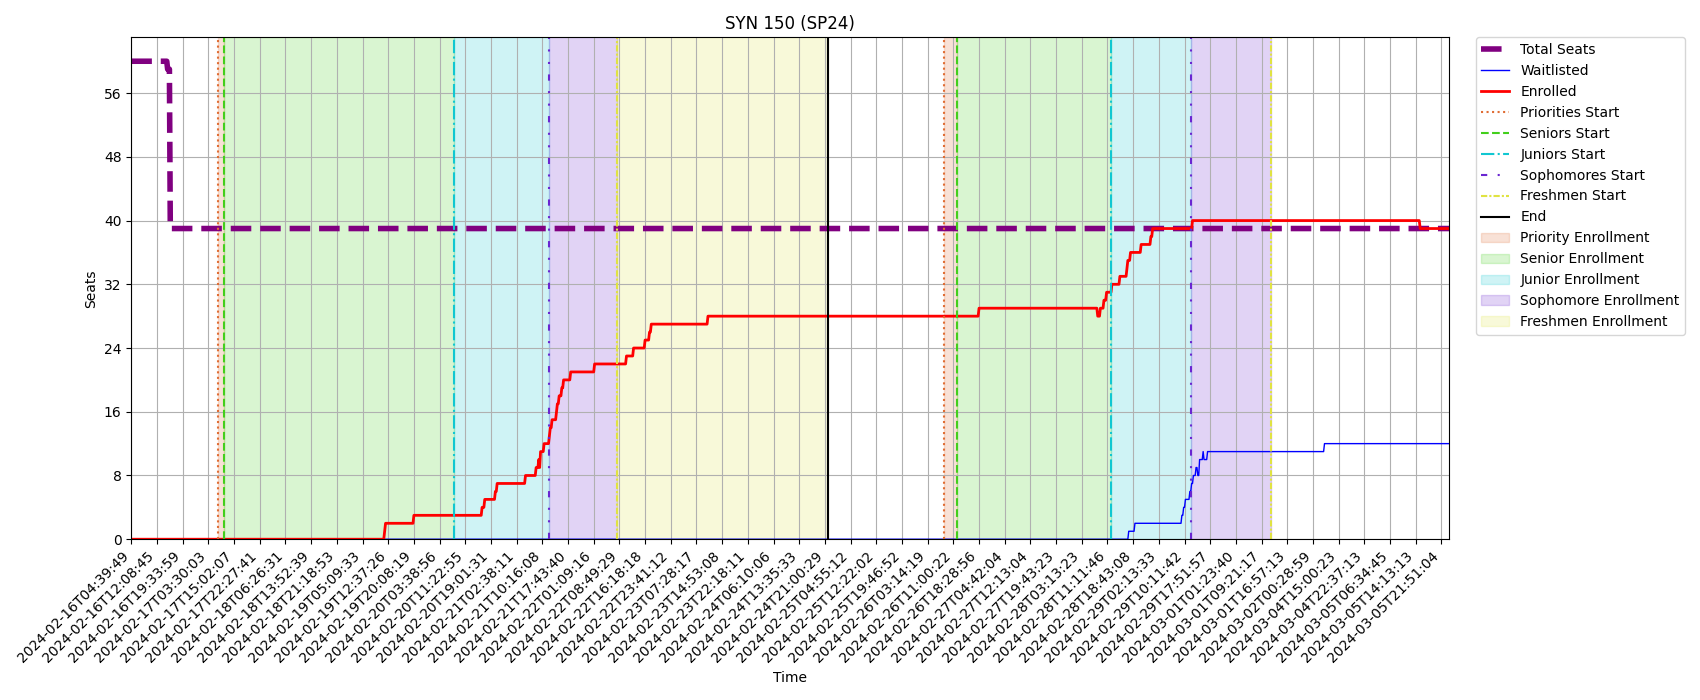 SYN 150 (SP24)
Seats
56
48
40
32
24
16
8
0
2024-02-16T04:39:49
2024-02-16T12:08:45
2024-02-16T19:33:59
2024-02-17T03:30:03
2024-02-17T15:02:07
2024-02-17T22:27:41
2024-02-18T06:26:31
2024-02-18T13:52:39
2024-02-18T21:18:53
2024-02-19T05:09:33
2024-02-19T12:37:26
2024-02-19T20:08:19
2024-02-20T03:38:56
2024-02-20T11:22:55
2024-02-20T19:01:31
2024-02-21T02:38:11
2024-02-21T10:16:08
2024-02-21T17:43:40
2024-02-22T01:09:16
2024-02-22T08:49:29
2024-02-22T16:18:18
2024-02-22T23:41:12
2024-02-23T07:28:17
2024-02-23T14:53:08
2024-02-23T22:18:11
2024-02-24T06:10:06
2024-02-24T13:35:33
2024-02-24T21:00:29
2024-02-25T04:55:12
2024-02-25T12:22:02
2024-02-25T19:46:52
2024-02-26T03:14:19
2024-02-26T11:00:22
2024-02-26T18:28:56
2024-02-27T04:42:04
2024-02-27T12:13:04
2024-02-27T19:43:23
2024-02-28T03:13:23
2024-02-28T11:11:46
2024-02-28T18:43:08
2024-02-29T02:13:33
2024-02-29T10:11:42
2024-02-29T17:51:57
2024-03-01T01:23:40
2024-03-01T09:21:17
2024-03-01T16:57:13
2024-03-02T00:28:59
2024-03-04T15:00:23
2024-03-04T22:37:13
2024-03-05T06:34:45
2024-03-05T14:13:13
2024-03-05T21:51:04
Time
Total Seats
Waitlisted
Enrolled
Priorities Start
Seniors Start
Juniors Start
Sophomores Start
Freshmen Start
End
Priority Enrollment
Senior Enrollment
Junior Enrollment
Sophomore Enrollment
Freshmen Enrollment